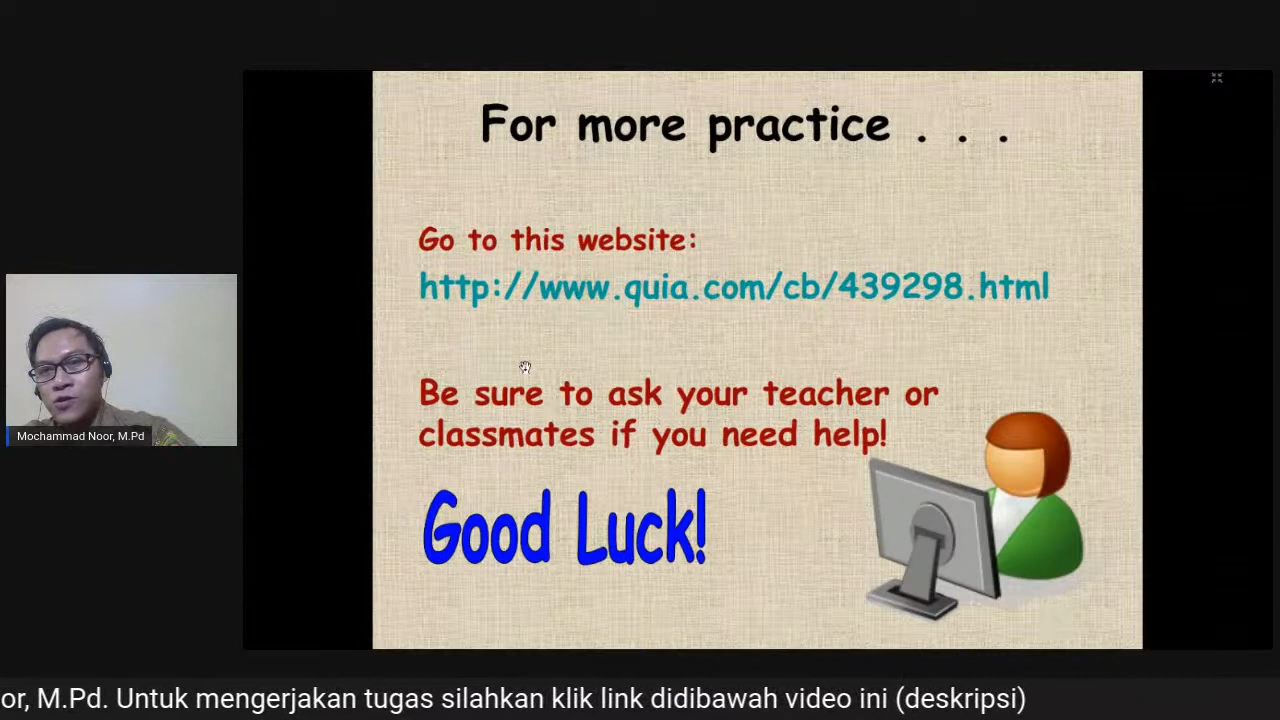 For more practice . . .
Go to this website:
http://www.quia.com/cb/439298.html
Be sure to ask your teacher or
classmates if you need help!
Good Luck!
Mochammad Noor, M.Pd
or, M.Pd. Untuk mengerjakan tugas silahkan klik link didibawah video ini (deskripsi)